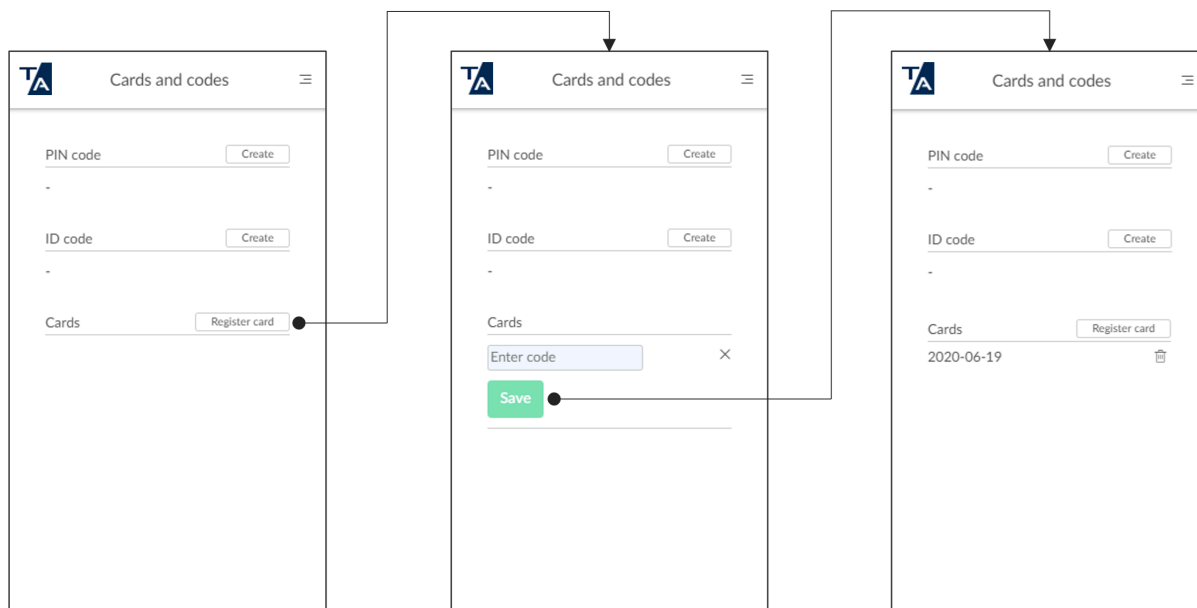 TA
Cards and codes
PIN code
Create
-
ID code
Create
-
Cards
Register card
TA
Cards and codes
PIN code
Create
-
ID code
Create
-
Cards
Enter code
Save
TA
Cards and codes
PIN code
Create
-
ID code
Create
-
Cards
Register card
2020-06-19